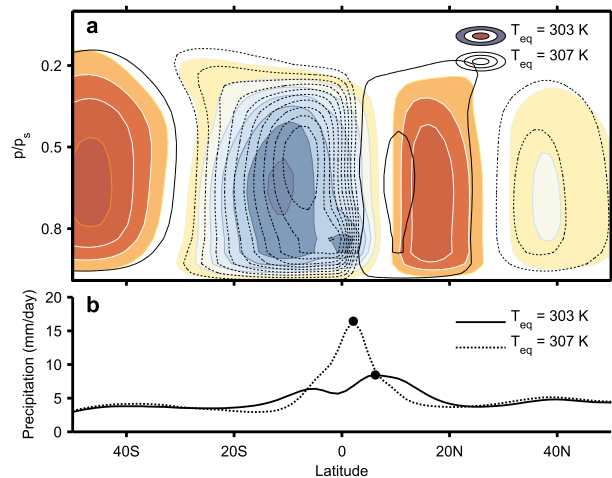 a
T_eq = 303 K
T_eq = 307 K
0.2
0.5
0.8
p/p_s
b
T_eq = 303 K
T_eq = 307 K
20
15
10
5
0
Precipitation (mm/day)
40S
20S
0
20N
40N
Latitude